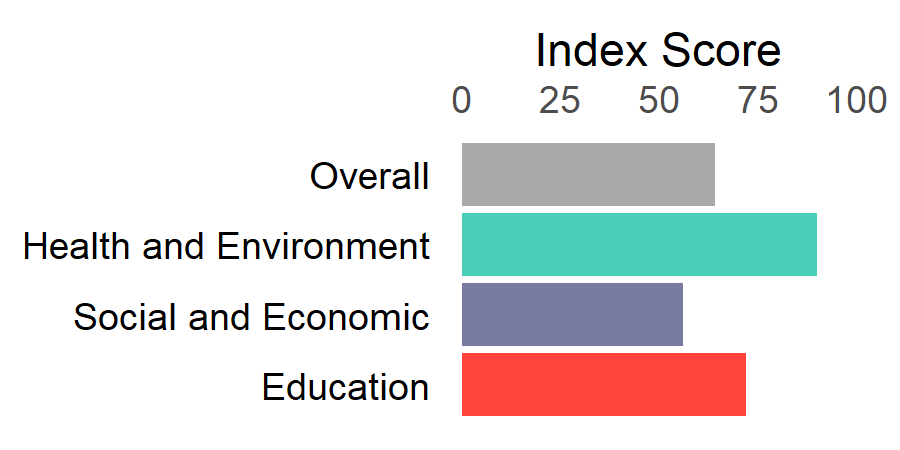 Index Score
0 25 50 75 100
Overall
Health and Environment
Social and Economic
Education